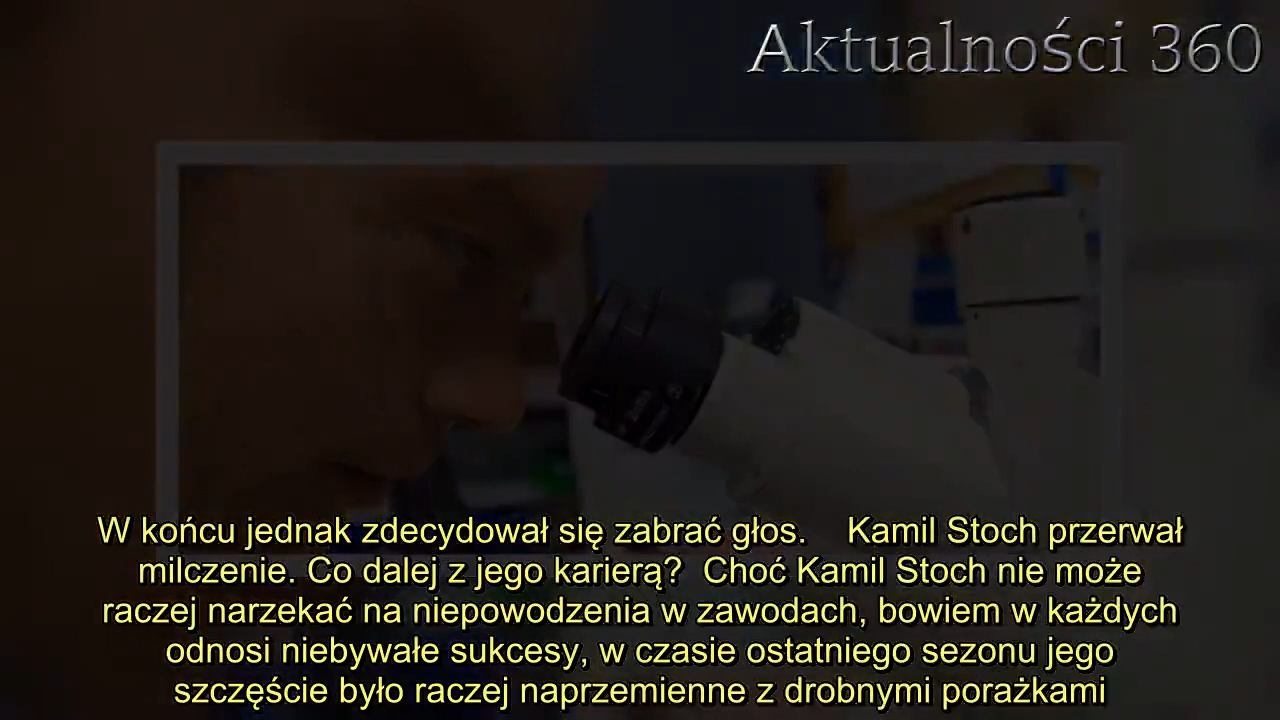 Aktualności 360
W końcu jednak zdecydował się zabrać głos. Kamil Stoch przerwał
milczenie. Co dalej z jego karierą? Choć Kamil Stoch nie może
raczej narzekać na niepowodzenia w zawodach, bowiem w każdych
odnosi niebywałe sukcesy, w czasie ostatniego sezonu jego
szczęście było raczej naprzemienne z drobnymi porażkami